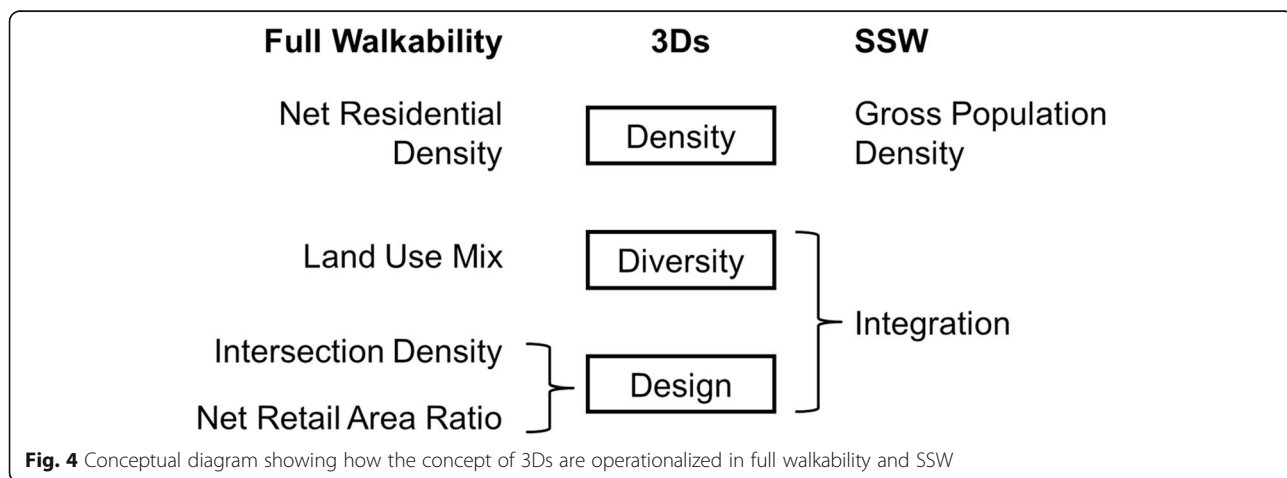 Full Walkability 3Ds SSW
Net Residential
Density
Density
Gross Population
Density
Land Use Mix
Diversity
Integration
Intersection Density
Net Retail Area Ratio
Design
Fig. 4 Conceptual diagram showing how the concept of 3Ds are operationalized in full walkability and SSW